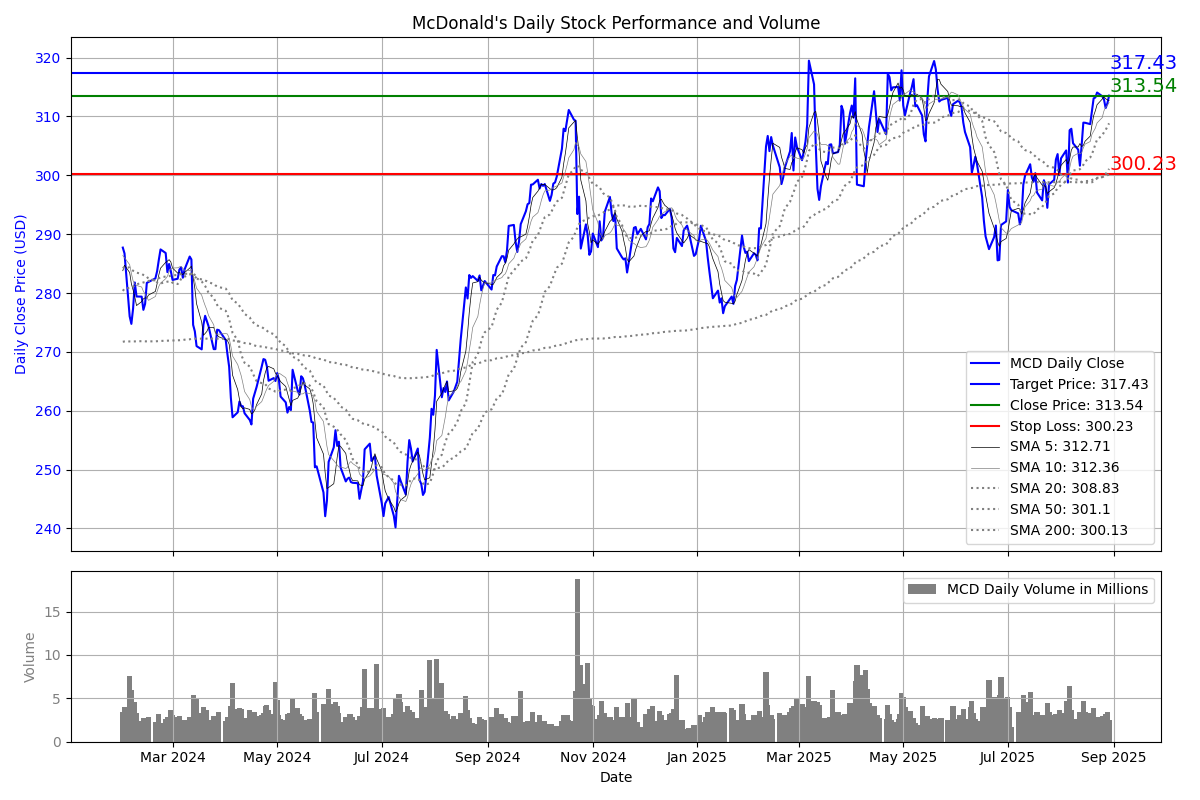 McDonald's Daily Stock Performance and Volume
Daily Close Price (USD)
320
310
300
290
280
270
260
250
240
317.43
313.54
300.23
MCD Daily Close
Target Price: 317.43
Close Price: 313.54
Stop Loss: 300.23
SMA 5: 312.71
SMA 10: 312.36
SMA 20: 308.83
SMA 50: 301.1
SMA 200: 300.13
Volume
15
10
5
0
MCD Daily Volume in Millions
Mar 2024 May 2024 Jul 2024 Sep 2024 Nov 2024 Jan 2025 Mar 2025 May 2025 Jul 2025 Sep 2025
Date